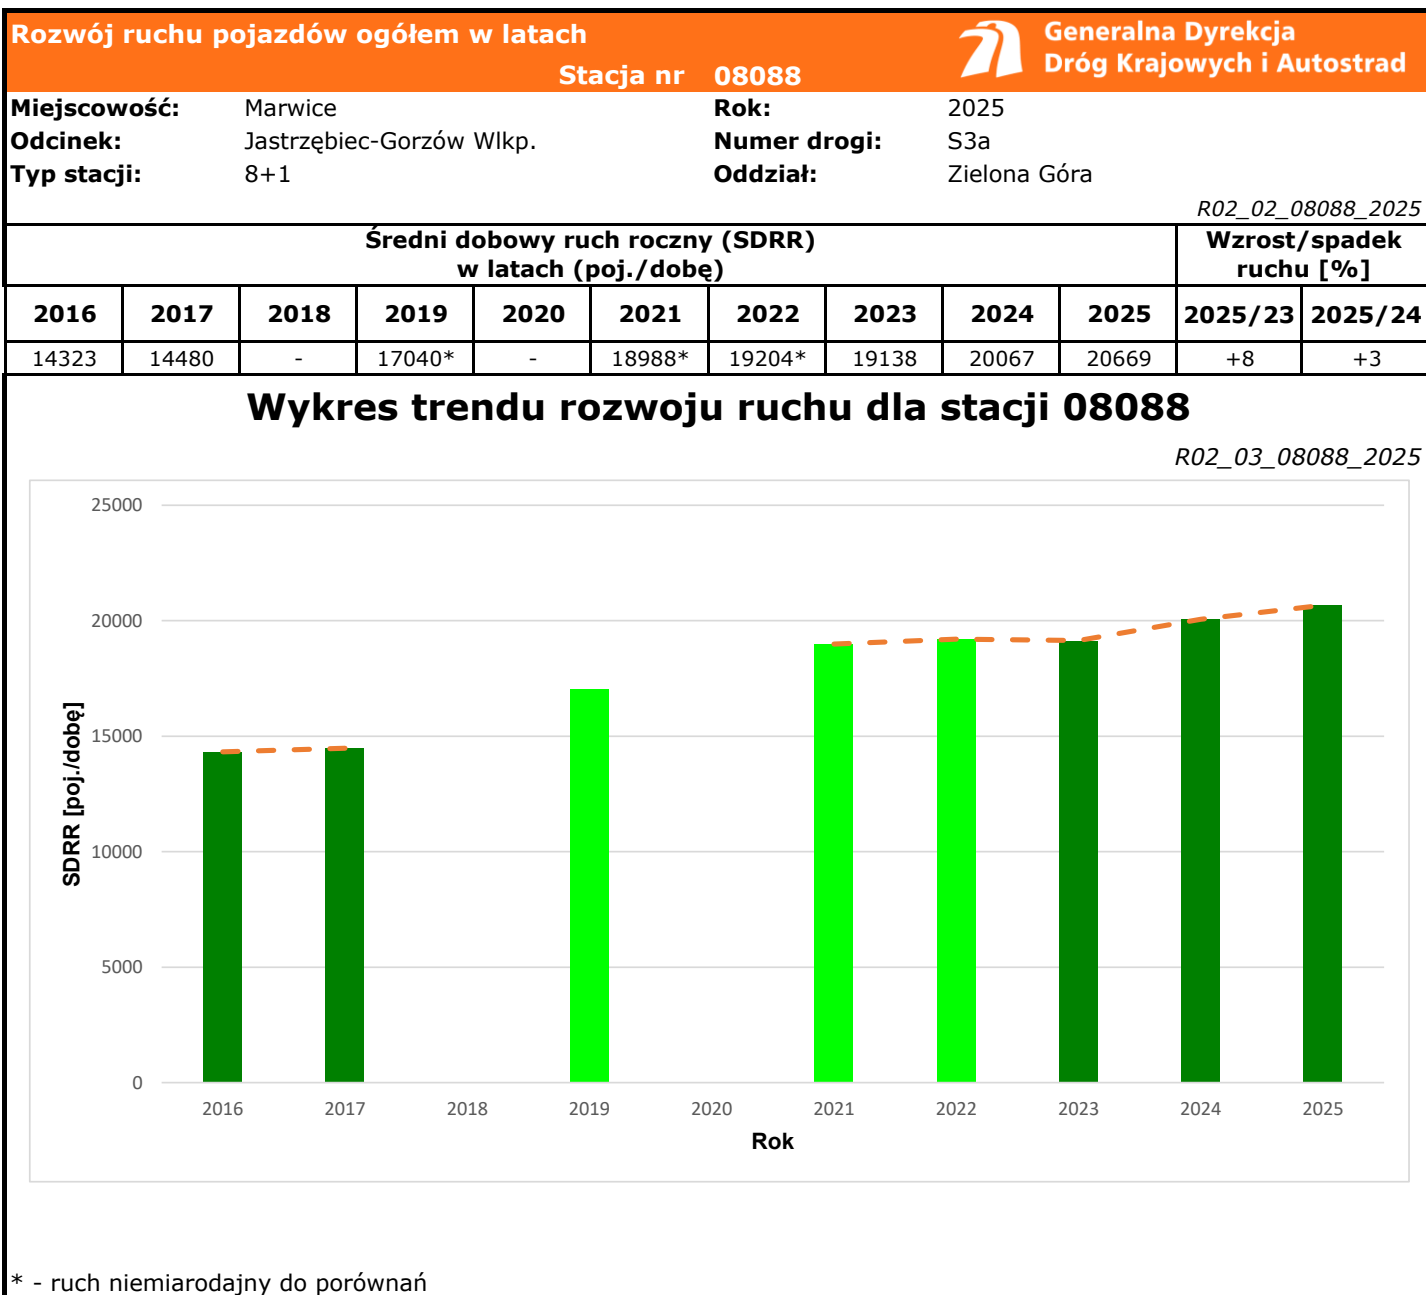 Rozwój ruchu pojazdów ogółem w latach
Stacja nr 08088
Generalna Dyrekcja
Dróg Krajowych i Autostrad
Miejscowość: Marwice Rok: 2025
Odcinek: Jastrzębiec-Gorzów Wlkp. Numer drogi: S3a
Typ stacji: 8+1 Oddział: Zielona Góra
R02_02_08088_2025
Średni dobowy ruch roczny (SDRR)
w latach (poj./dobę)
Wzrost/spadek
ruchu [%]
2016 2017 2018 2019 2020 2021 2022 2023 2024 2025 2025/23 2025/24
14323 14480 - 17040* - 18988* 19204* 19138 20067 20669 +8 +3
Wykres trendu rozwoju ruchu dla stacji 08088
R02_03_08088_2025
25000
20000
15000
10000
5000
0
SDRR [poj./dobę]
2016 2017 2018 2019 2020 2021 2022 2023 2024 2025
Rok
* - ruch niemiarodajny do porównań